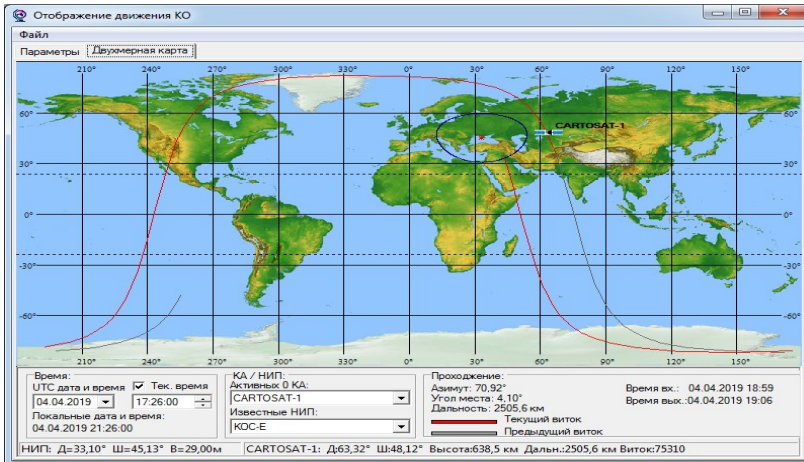 Отображение движения КО
Файл
Параметры Двухмерная карта
210° 240° 270° 300° 330° 0° 30° 60° 90° 120° 150°
60° 60°
CARTOSAT-1
30° 30°
0° 0°
-30° -30°
-60° -60°
210° 240° 270° 300° 330° 0° 30° 60° 90° 120° 150°
Время:
UTC дата и время Тек. время
04.04.2019 17:26:00
Локальные дата и время:
04.04.2019 21:26:00
КА / НИП:
Активных 0 КА:
CARTOSAT-1
Известные НИП:
КОС-Е
Проходжение:
Азимут: 70,92°
Угол места: 4,10°
Дальность: 2505,6 км
Текущий виток
Предыдущий виток
Время вх.: 04.04.2019 18:59
Время вых.:04.04.2019 19:06
НИП: Д=33,10° Ш=45,13° В=29,00м
CARTOSAT-1: Д:63,32° Ш:48,12° Высота:638,5 км Дальн.:2505,6 км Виток:75310